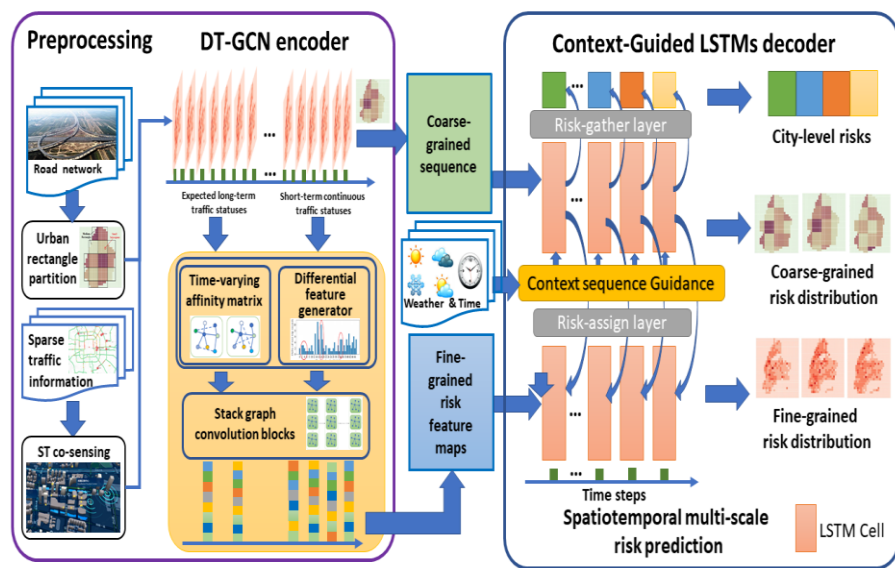 Preprocessing
DT-GCN encoder
Context-Guided LSTMs decoder
Road network
Urban
rectangle
partition
Sparse
traffic
information
ST co-sensing
...
Expected long-term
traffic statuses
Short-term continuous
traffic statuses
Time-varying
affinity matrix
Differential
feature
generator
Stack graph
convolution blocks
Coarse-
grained
sequence
Weather & Time
Fine-
grained
risk
feature
maps
...
Risk-gather layer
...
Context sequence Guidance
Risk-assign layer
...
...
Time steps
Spatiotemporal multi-scale
risk prediction
City-level risks
Coarse-grained
risk distribution
Fine-grained
risk distribution
LSTM Cell